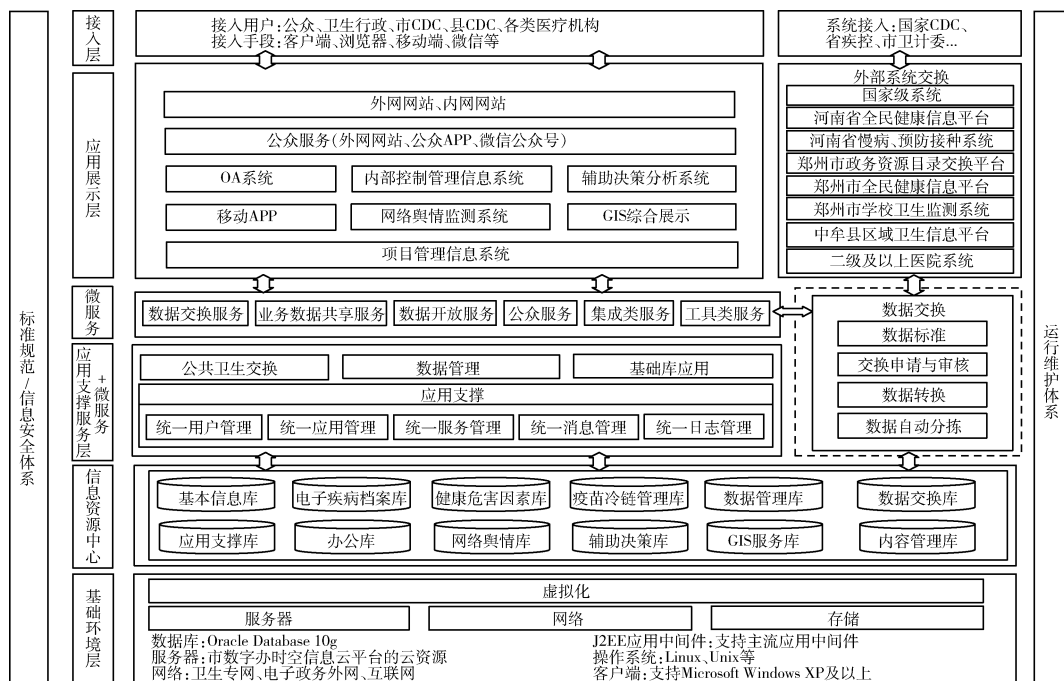 标准规范/信息安全体系
接入层
接入用户:公众、卫生行政、市CDC、县CDC、各类医疗机构
接入手段:客户端、浏览器、移动端、微信等
系统接入:国家CDC、
省疾控、市卫计委...
应用展示层
外网网站、内网网站
公众服务(外网网站、公众APP、微信公众号)
OA系统
内部控制管理信息系统
辅助决策分析系统
移动APP
网络舆情监测系统
GIS综合展示
项目管理信息系统
外部系统交换
国家级系统
河南省全民健康信息平台
河南省慢病、预防接种系统
郑州市政务资源目录交换平台
郑州市全民健康信息平台
郑州市学校卫生监测系统
中牟县区域卫生信息平台
二级及以上医院系统
微服务
数据交换服务
业务数据共享服务
数据开放服务
公众服务
集成类服务
工具类服务
数据交换
数据标准
交换申请与审核
数据转换
数据自动分拣
应用支撑服务层
+微服务
公共卫生交换
数据管理
基础库应用
应用支撑
统一用户管理
统一应用管理
统一服务管理
统一消息管理
统一日志管理
信息资源中心
基本信息库
电子疾病档案库
健康危害因素库
疫苗冷链管理库
数据管理库
数据交换库
应用支撑库
办公库
网络舆情库
辅助决策库
GIS服务库
内容管理库
基础环境层
虚拟化
服务器
网络
存储
数据库:Oracle Database 10g
服务器:市数字办时空信息云平台的云资源
网络:卫生专网、电子政务外网、互联网
J2EE应用中间件:支持主流应用中间件
操作系统:Linux、Unix等
客户端:支持Microsoft Windows XP及以上
运行维护体系